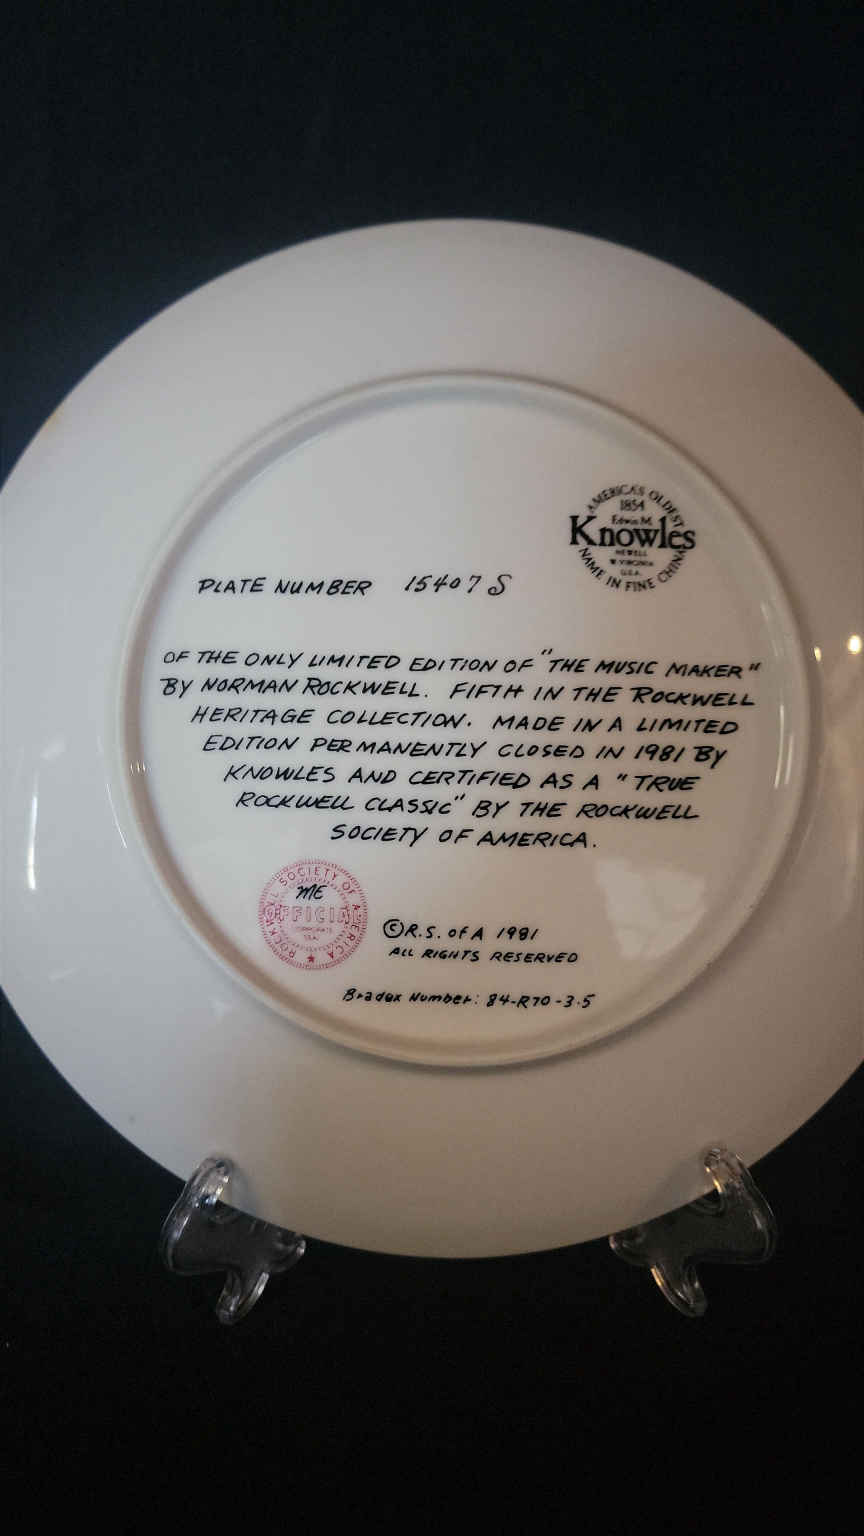 AMERICA'S OLDEST
1854
Edwin M.
Knowles
NEWELL
W. VIRGINIA
U.S.A.
NAME IN FINE CHINA
PLATE NUMBER 15407 S
OF THE ONLY LIMITED EDITION OF "THE MUSIC MAKER"
BY NORMAN ROCKWELL. FIFTH IN THE ROCKWELL
HERITAGE COLLECTION. MADE IN A LIMITED
EDITION PERMANENTLY CLOSED IN 1981 BY
KNOWLES AND CERTIFIED AS A "TRUE
ROCKWELL CLASSIC" BY THE ROCKWELL
SOCIETY OF AMERICA.
ROCKWELL SOCIETY OF AMERICA
ME
OFFICIAL
CORPORATE
SEAL
©R.S. of A 1981
ALL RIGHTS RESERVED
Bradex Number: 84-R70-3.5